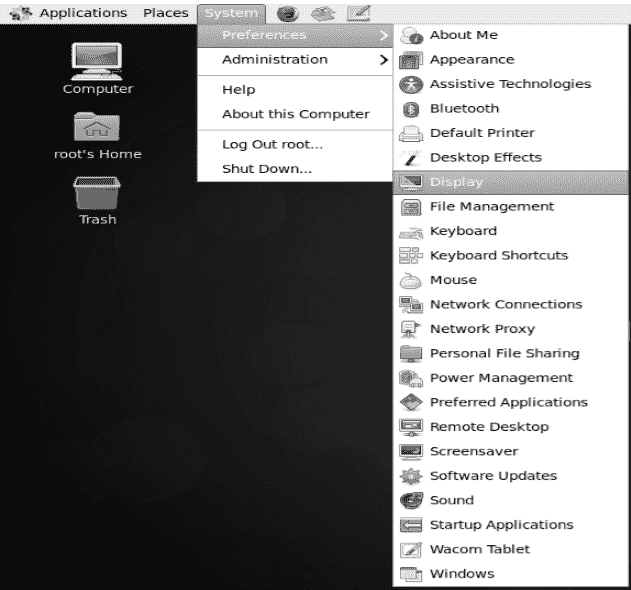 Applications Places System
Computer
root's Home
Trash
Preferences
Administration
Help
About this Computer
Log Out root...
Shut Down...
About Me
Appearance
Assistive Technologies
Bluetooth
Default Printer
Desktop Effects
Display
File Management
Keyboard
Keyboard Shortcuts
Mouse
Network Connections
Network Proxy
Personal File Sharing
Power Management
Preferred Applications
Remote Desktop
Screensaver
Software Updates
Sound
Startup Applications
Wacom Tablet
Windows